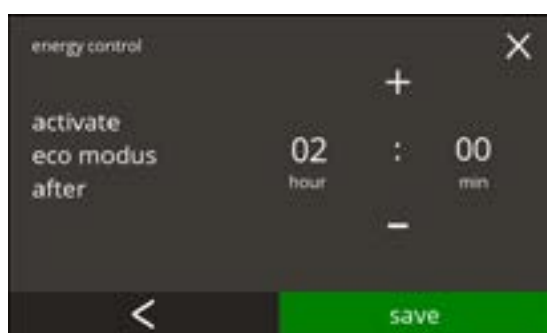 energy control
activate
eco modus
after
02 : 00
hour min
save